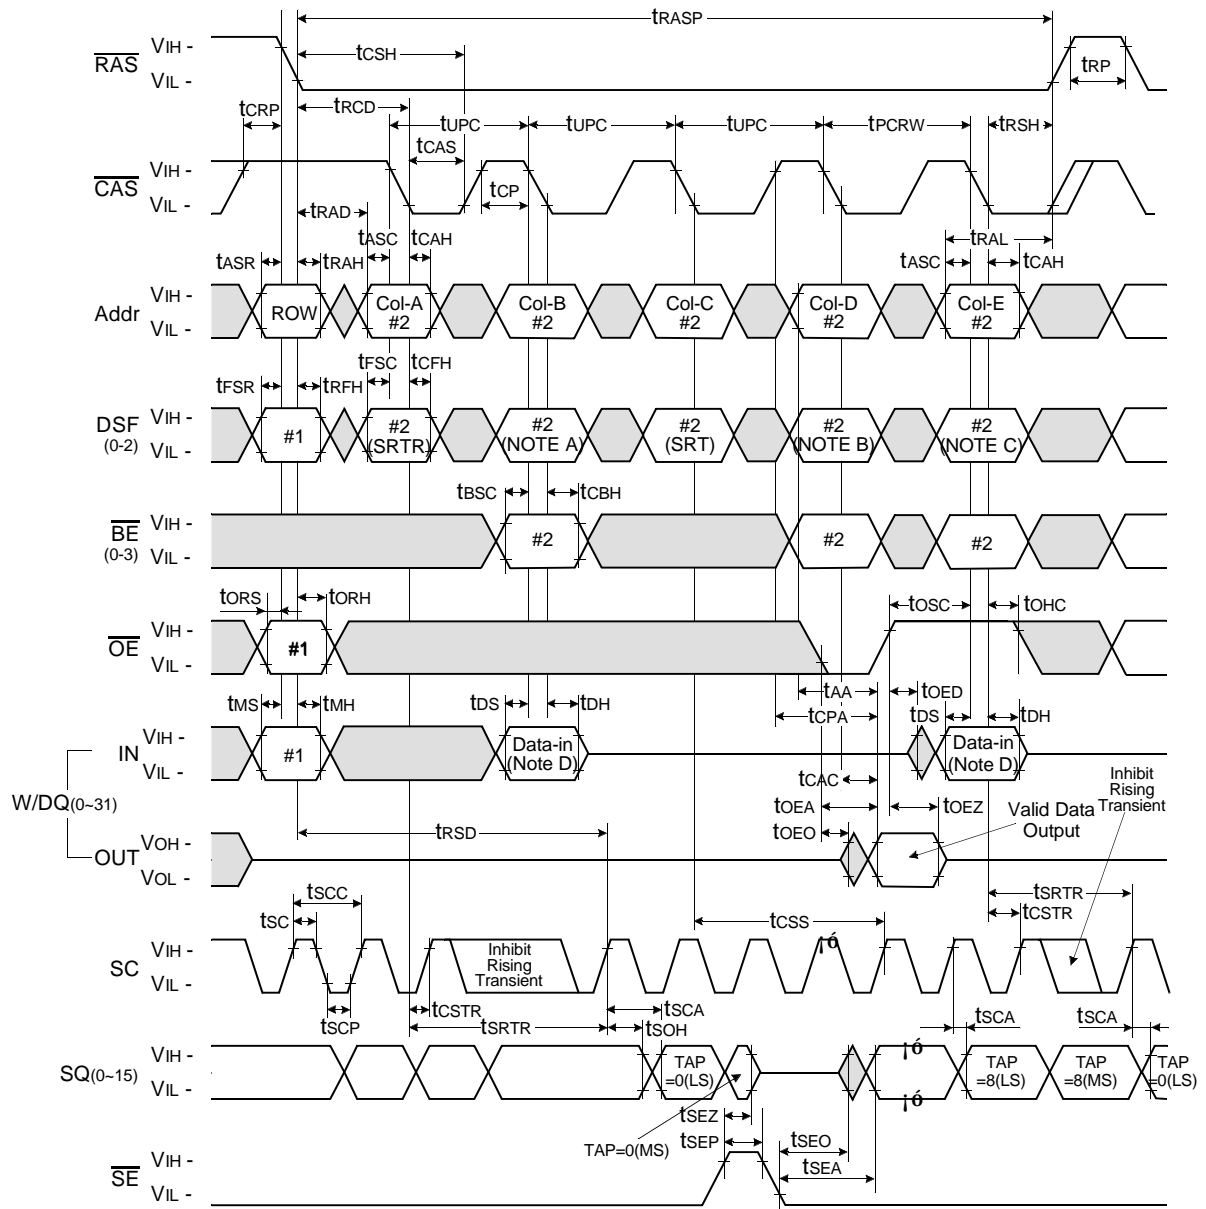 tRASP
RAS
VIH -
VIL -
tCSH
tRP
tCRP
tRCD
tUPC
tUPC
tUPC
tPCRW
tRSH
CAS
VIH -
VIL -
tCAS
tCP
tRAD
tRAL
tASR
tRAH
tASC
tCAH
tASC
tCAH
Addr
VIH -
VIL -
ROW
Col-A
#2
Col-B
#2
Col-C
#2
Col-D
#2
Col-E
#2
tFSR
tRFH
tFSC
tCFH
DSF
(0-2)
VIH -
VIL -
#1
#2
(SRTR)
#2
(NOTE A)
#2
(SRT)
#2
(NOTE B)
#2
(NOTE C)
tBSC
tCBH
BE
(0-3)
VIH -
VIL -
#2
#2
#2
tORS
tORH
tOSC
tOHC
OE
VIH -
VIL -
#1
tMS
tMH
tDS
tDH
tAA
tOED
tCPA
tDS
tDH
IN
VIH -
VIL -
#1
Data-in
(Note D)
Data-in
(Note D)
W/DQ(0~31)
tCAC
tOEA
tOEZ
tOEO
Inhibit
Rising
Transient
Valid Data
Output
tRSD
OUT
VOH -
VOL -
tSCC
tSC
tCSS
tSRTR
tCSTR
SC
VIH -
VIL -
Inhibit
Rising
Transient
¡ó
tSCP
tCSTR
tSRTR
tSCA
tSOH
tSCA
tSCA
SQ(0~15)
VIH -
VIL -
TAP
=0(LS)
¡ó
¡ó
TAP
=8(LS)
TAP
=8(MS)
TAP
=0(LS)
tSEZ
tSEP
TAP=0(MS)
tSEO
tSEA
SE
VIH -
VIL -